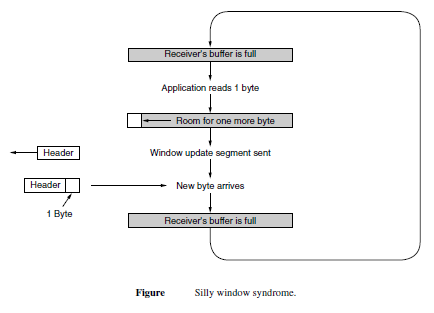 Receiver's buffer is full
Application reads 1 byte
Room for one more byte
Header
Window update segment sent
Header
New byte arrives
1 Byte
Receiver's buffer is full
Figure Silly window syndrome.